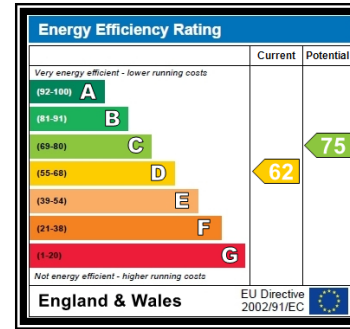 Energy Efficiency Rating
Current Potential
Very energy efficient - lower running costs
(92-100) A
(81-91) B
(69-80) C
75
(55-68) D
62
(39-54) E
(21-38) F
(1-20) G
Not energy efficient - higher running costs
England & Wales
EU Directive
2002/91/EC